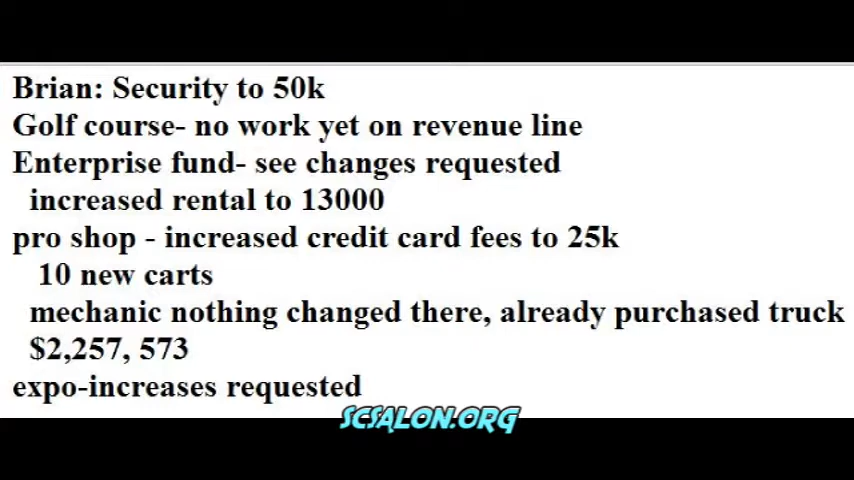 Brian: Security to 50k
Golf course- no work yet on revenue line
Enterprise fund- see changes requested
increased rental to 13000
pro shop - increased credit card fees to 25k
10 new carts
mechanic nothing changed there, already purchased truck
$2,257, 573
expo-increases requested
SCSALON.ORG